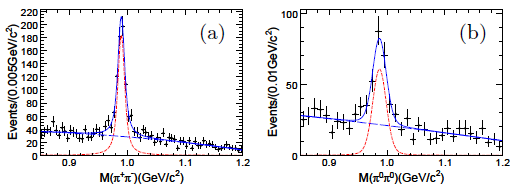 (a)
Events/(0.005GeV/c²)
220
200
180
160
140
120
100
80
60
40
20
0
0.9 1.0 1.1 1.2
M(π⁺π⁻)(GeV/c²)
(b)
Events/(0.01GeV/c²)
100
50
0
0.9 1.0 1.1 1.2
M(π⁰π⁰)(GeV/c²)